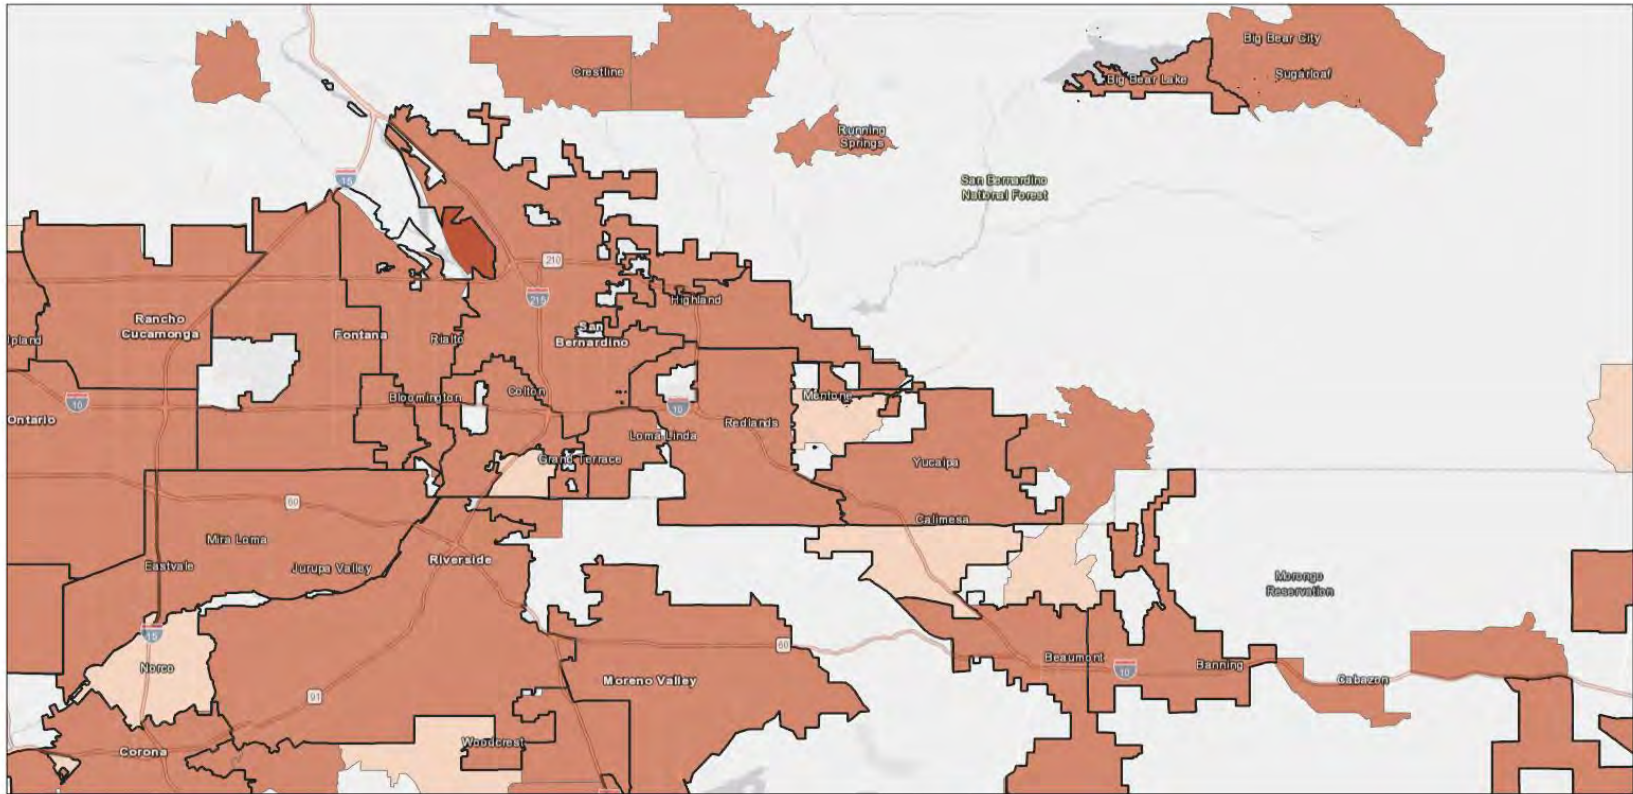 Big Bear City
Crestline
Sugarloaf
Big Bear Lake
Running
Springs
15
San Bernardino
National Forest
210
215
Highland
Rancho
Cucamonga
Fontana
Rialto
San
Bernardino
pland
Colton
Bloomington
Mentone
10
10
Ontario
Redlands
Loma Linda
Grand Terrace
Yucaipa
60
Calimesa
Mira Loma
Riverside
Eastvale
Jurupa Valley
Morongo
Reservation
15
60
Norco
Beaumont
Banning
10
Moreno Valley
Cabazon
91
Woodcrest
Corona